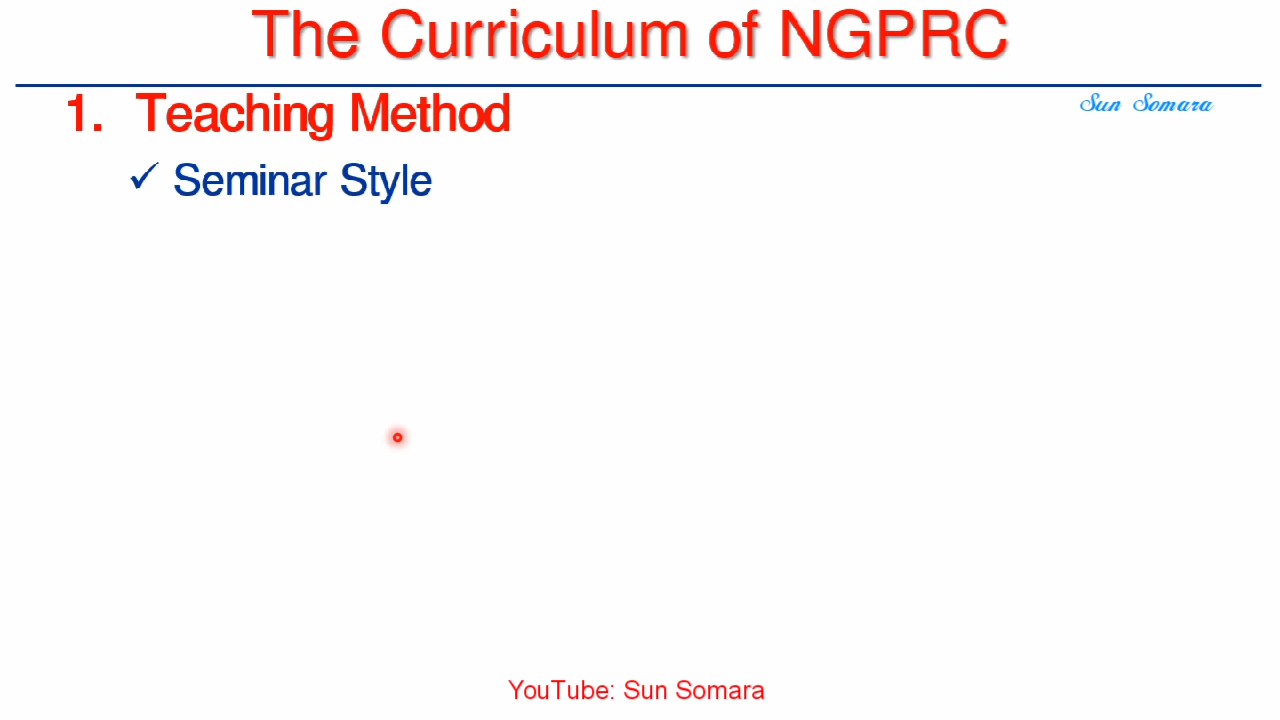 The Curriculum of NGPRC
1. Teaching Method
Sun Somara
✓ Seminar Style
YouTube: Sun Somara